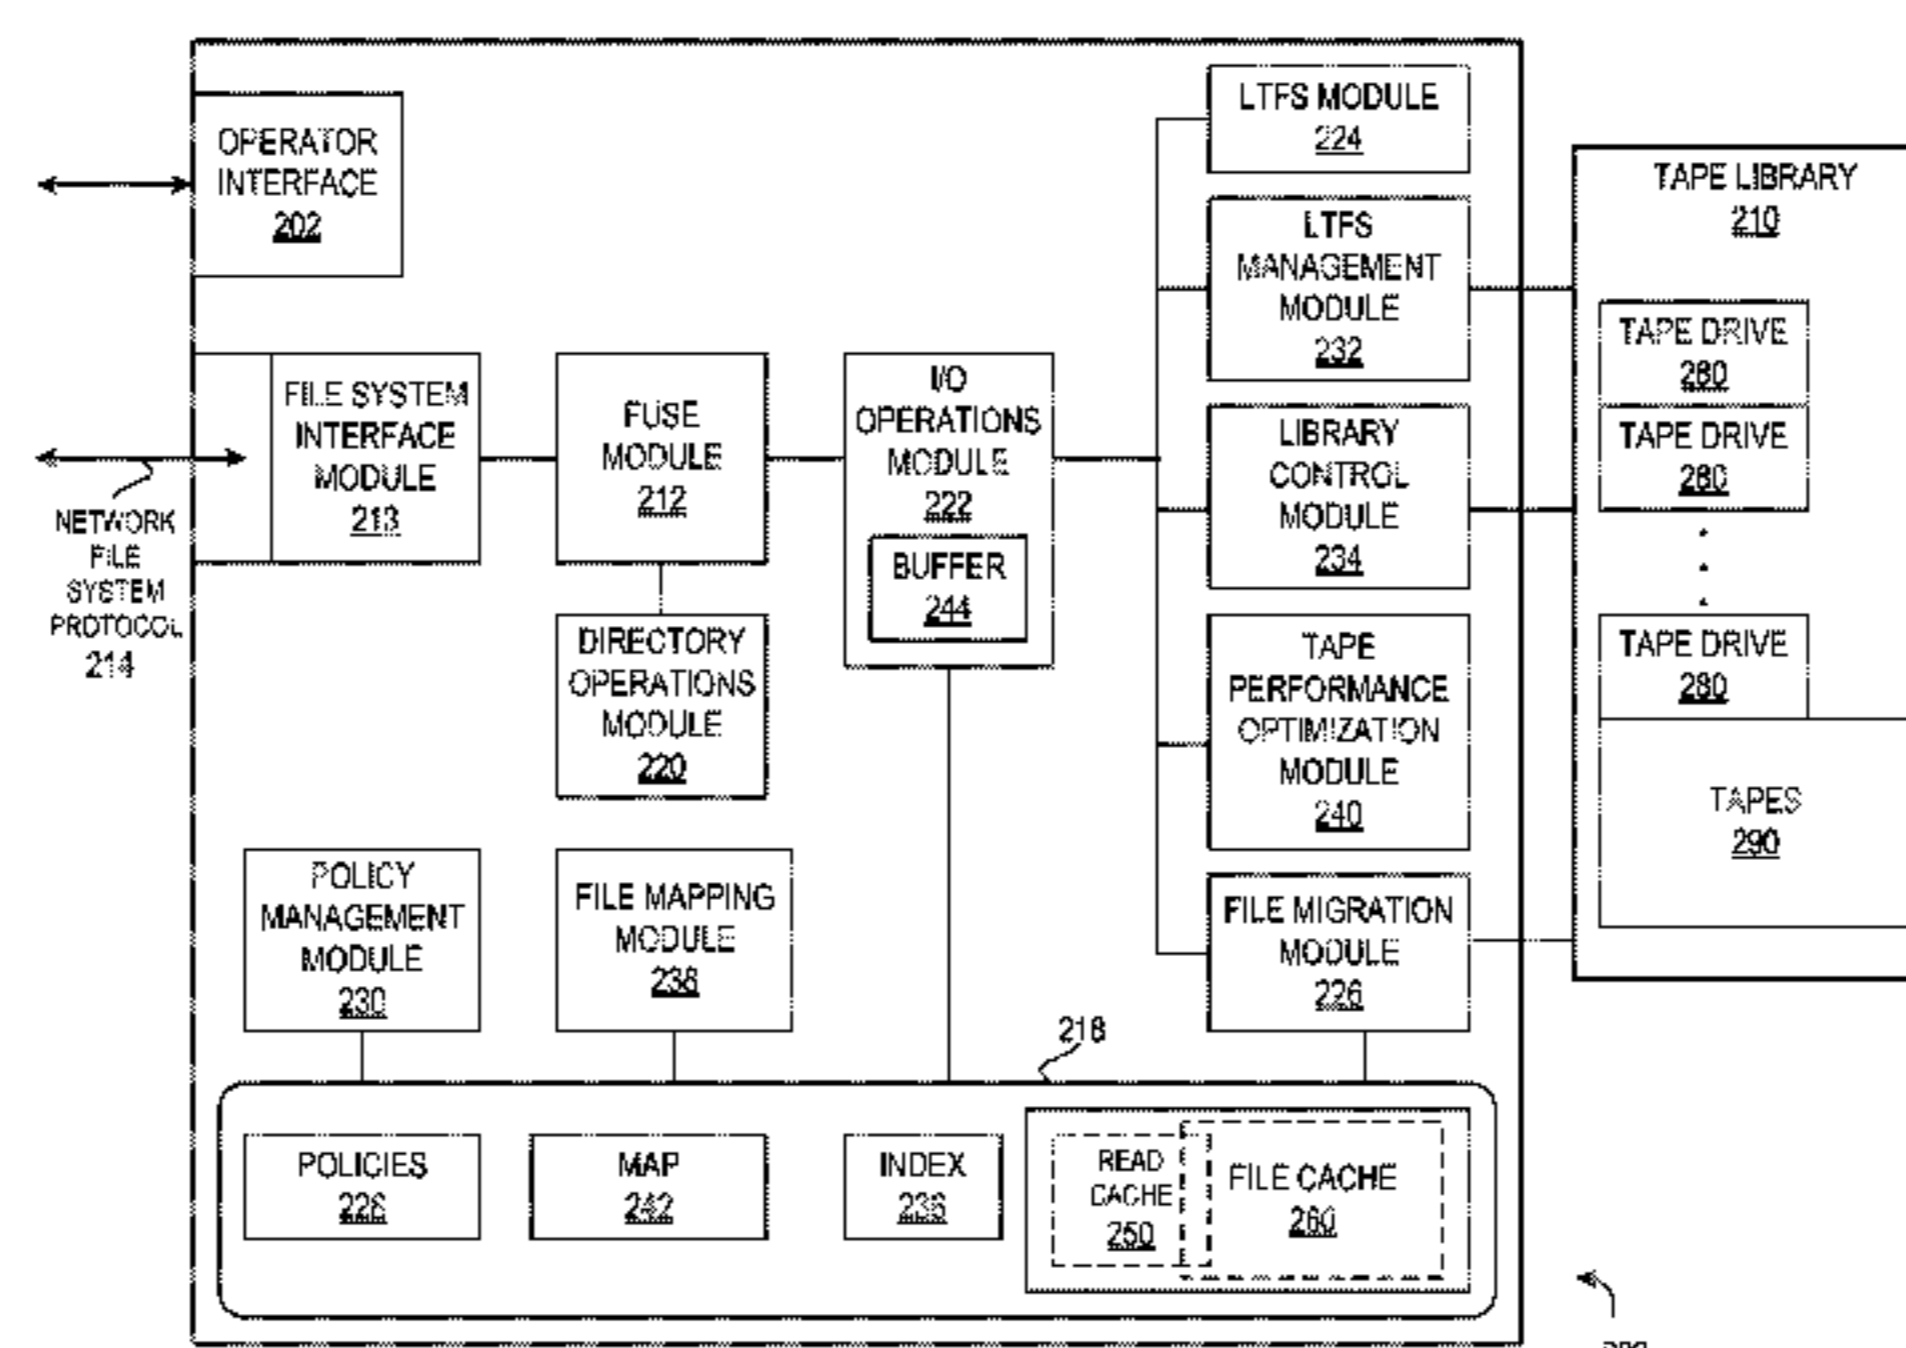 OPERATOR
INTERFACE
202
FILE SYSTEM
INTERFACE
MODULE
213
NETWORK
FILE
SYSTEM
PROTOCOL
214
FUSE
MODULE
212
DIRECTORY
OPERATIONS
MODULE
220
I/O
OPERATIONS
MODULE
222
BUFFER
244
LTFS MODULE
224
LTFS
MANAGEMENT
MODULE
232
LIBRARY
CONTROL
MODULE
234
TAPE
PERFORMANCE
OPTIMIZATION
MODULE
240
FILE MIGRATION
MODULE
226
TAPE LIBRARY
210
TAPE DRIVE
280
TAPE DRIVE
280
TAPE DRIVE
280
TAPES
290
POLICY
MANAGEMENT
MODULE
230
FILE MAPPING
MODULE
238
218
POLICIES
228
MAP
242
INDEX
236
READ
CACHE
250
FILE CACHE
260